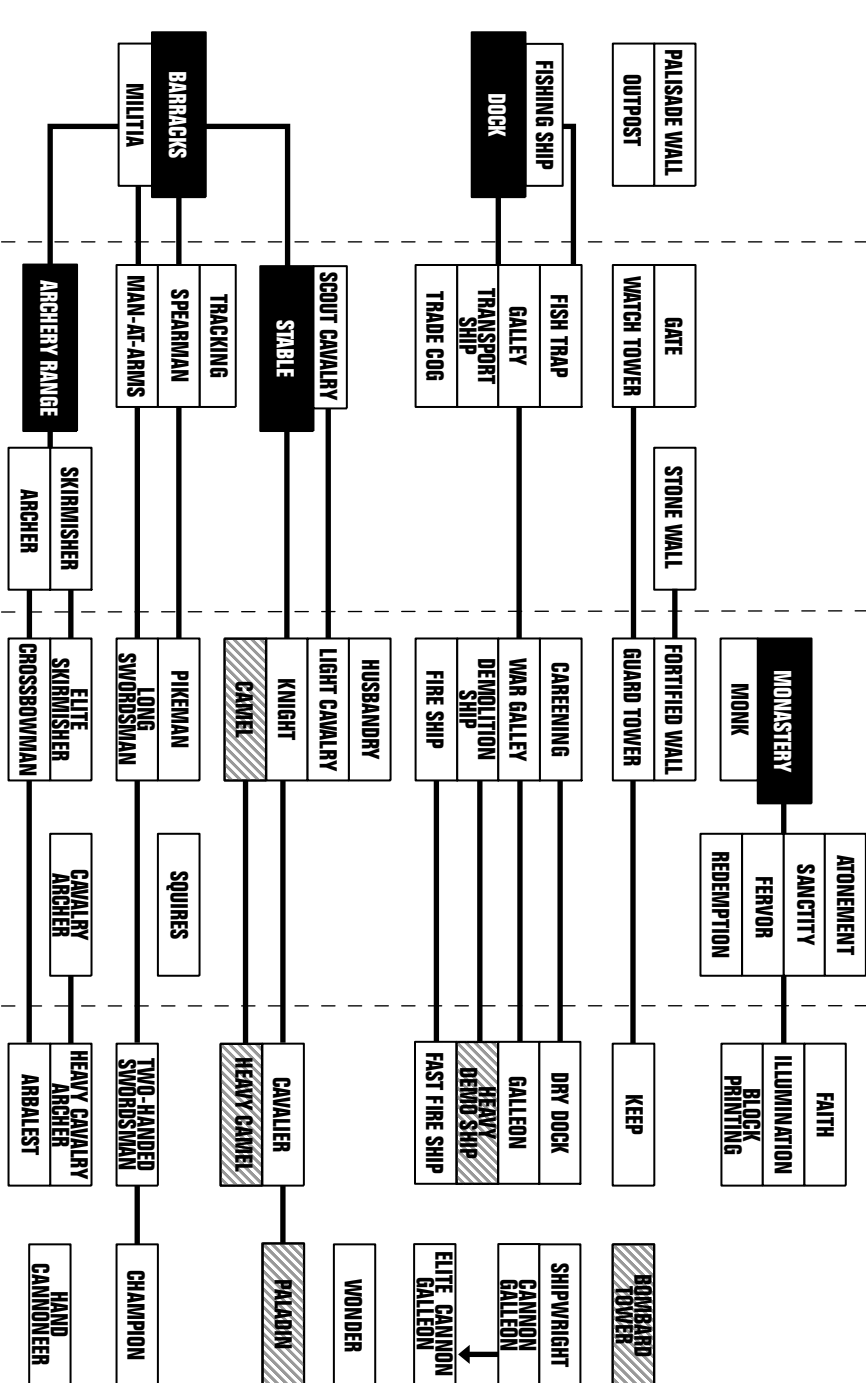 PALISADE WALL
OUTPOST
FISHING SHIP
DOCK
BARRACKS
MILITIA
GATE
WATCH TOWER
STONE WALL
FISH TRAP
GALLEY
TRANSPORT
SHIP
TRADE COG
SCOUT CAVALRY
STABLE
TRACKING
SPEARMAN
MAN-AT-ARMS
ARCHERY RANGE
SKIRMISHER
ARCHER
MONASTERY
MONK
FORTIFIED WALL
GUARD TOWER
CAREENING
WAR GALLEY
DEMOLITION
SHIP
FIRE SHIP
HUSBANDRY
LIGHT CAVALRY
KNIGHT
CAMEL
PIKEMAN
LONG
SWORDSMAN
ELITE
SKIRMISHER
CROSSBOWMAN
ATONEMENT
SANCTITY
FERVOR
REDEMPTION
SQUIRES
CAVALRY
ARCHER
FAITH
ILLUMINATION
BLOCK
PRINTING
KEEP
DRY DOCK
GALLEON
HEAVY
DEMO SHIP
FAST FIRE SHIP
CAVALIER
HEAVY CAMEL
TWO-HANDED
SWORDSMAN
HEAVY CAVALRY
ARCHER
ARBALEST
BOMBARD
TOWER
SHIPWRIGHT
CANNON
GALLEON
ELITE CANNON
GALLEON
WONDER
PALADIN
CHAMPION
HAND
CANNONEER